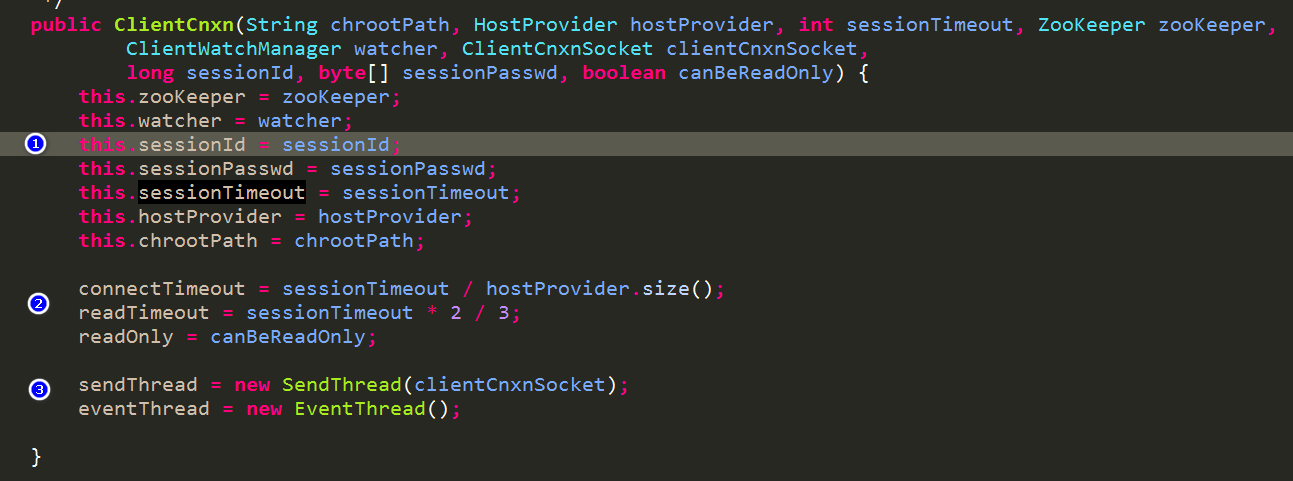 */
public ClientCnxn(String chrootPath, HostProvider hostProvider, int sessionTimeout, ZooKeeper zooKeeper,
ClientWatchManager watcher, ClientCnxnSocket clientCnxnSocket,
long sessionId, byte[] sessionPasswd, boolean canBeReadOnly) {
this.zooKeeper = zooKeeper;
this.watcher = watcher;
1 this.sessionId = sessionId;
this.sessionPasswd = sessionPasswd;
this.sessionTimeout = sessionTimeout;
this.hostProvider = hostProvider;
this.chrootPath = chrootPath;
connectTimeout = sessionTimeout / hostProvider.size();
2 readTimeout = sessionTimeout * 2 / 3;
readOnly = canBeReadOnly;
3 sendThread = new SendThread(clientCnxnSocket);
eventThread = new EventThread();
}